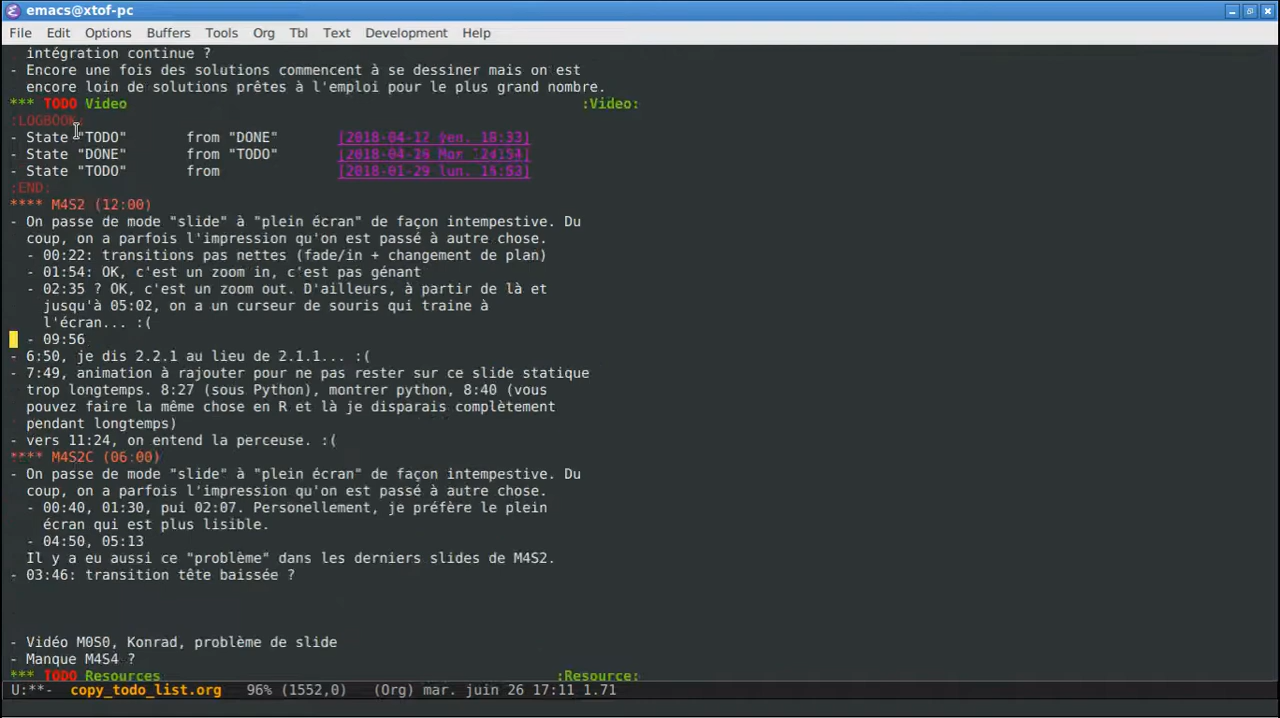 emacs@xtof-pc
File Edit Options Buffers Tools Org Tbl Text Development Help
intégration continue ?
- Encore une fois des solutions commencent à se dessiner mais on est
encore loin de solutions prêtes à l'emploi pour le plus grand nombre.
*** TODO Video :Video:
:LOGBOOK:
- State "TODO" from "DONE" [2018-04-17 ven.
- State "DONE" from "TODO" [2018-04- Mar
- State "TODO" from [2018-01-29 lun.
:END:
**** M4S2 (12:00)
- On passe de mode "slide" à "plein écran" de façon intempestive. Du
coup, on a parfois l'impression qu'on est passé à autre chose.
- 00:22: transitions pas nettes (fade/in + changement de plan)
- 01:54: OK, c'est un zoom in, c'est pas génant
- 02:35 ? OK, c'est un zoom out. D'ailleurs, à partir de là et
jusqu'à 05:02, on a un curseur de souris qui traine à
l'écran... :(
- 09:56
- 6:50, je dis 2.2.1 au lieu de 2.1.1... :(
- 7:49, animation à rajouter pour ne pas rester sur ce slide statique
trop longtemps. 8:27 (sous Python), montrer python, 8:40 (vous
pouvez faire la même chose en R et là je disparais complètement
pendant longtemps)
- vers 11:24, on entend la perceuse. :(
**** M4S2C (06:00)
- On passe de mode "slide" à "plein écran" de façon intempestive. Du
coup, on a parfois l'impression qu'on est passé à autre chose.
- 00:40, 01:30, pui 02:07. Personellement, je préfère le plein
écran qui est plus lisible.
- 04:50, 05:13
Il y a eu aussi ce "problème" dans les derniers slides de M4S2.
- 03:46: transition tête baissée ?
- Vidéo M0S0, Konrad, problème de slide
- Manque M4S4 ?
*** TODO Resources :Resource:
U:**- copy_todo_list.org 96% (1552,0) (Org) mar. juin 26 17:11 1.71